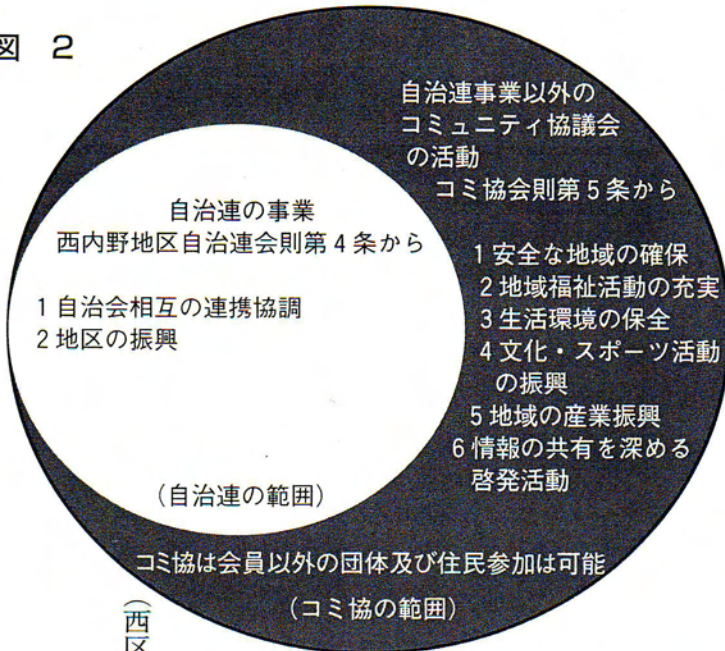 図 2
自治連事業以外の
コミュニティ協議会
の活動
コミ協会則第5条から
自治連の事業
西内野地区自治連会則第4条から
1 自治会相互の連携協調
2 地区の振興
1 安全な地域の確保
2 地域福祉活動の充実
3 生活環境の保全
4 文化・スポーツ活動
の振興
5 地域の産業振興
6 情報の共有を深める
啓発活動
(自治連の範囲)
コミ協は会員以外の団体及び住民参加は可能
(コミ協の範囲)
(西区